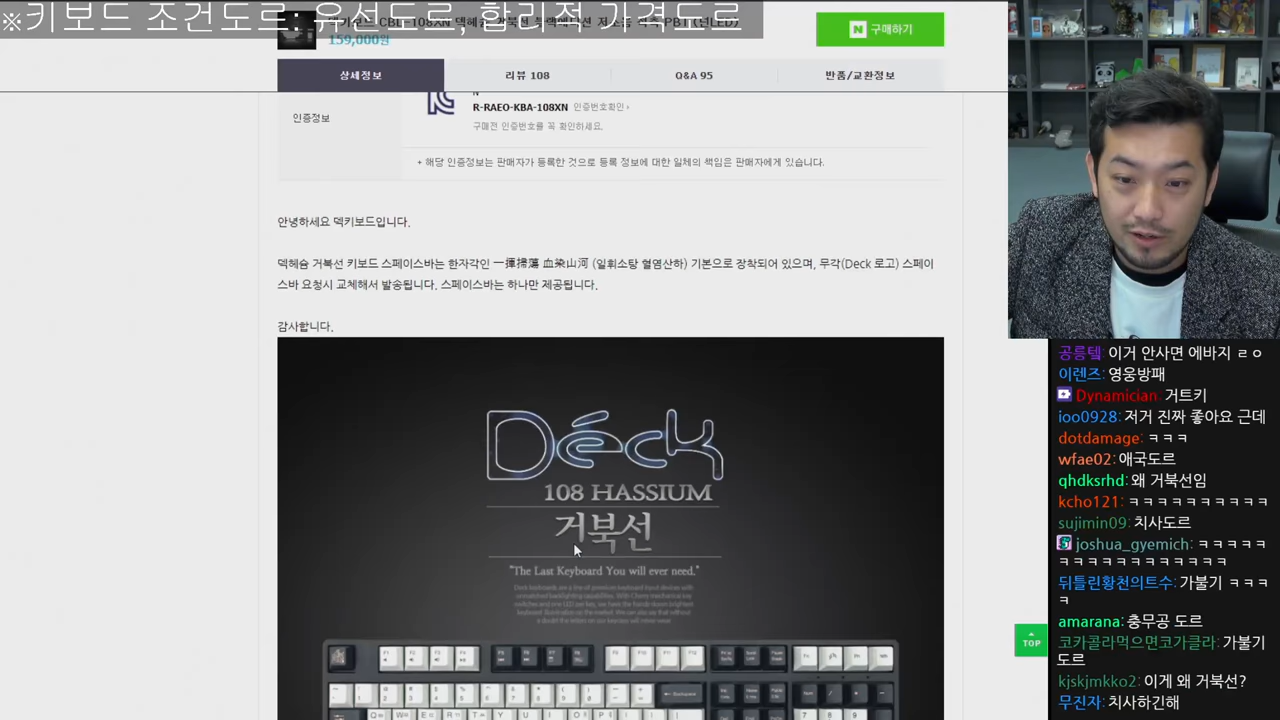 ※키보드 조건도르: 유선도르, 합리적 가격도르
159,000원
구매하기
상세정보
리뷰 108
Q&A 95
반품/교환정보
인증정보
R-RAEO-KBA-108XN 인증번호확인 ›
구매전 인증번호를 꼭 확인하세요.
+ 해당 인증정보는 판매자가 등록한 것으로 등록 정보에 대한 일체의 책임은 판매자에게 있습니다.
안녕하세요 덱키보드입니다.
덱헤슘 거북선 키보드 스페이스바는 한자각인 一揮掃蕩 血染山河 (일휘소탕 혈염산하) 기본으로 장착되어 있으며, 무각(Deck 로고) 스페이
스바 요청시 교체해서 발송됩니다. 스페이스바는 하나만 제공됩니다.
감사합니다.
Déck
108 HASSIUM
거북선
"The Last Keyboard You will ever need."
TOP
공릉텤: 이거 안사면 에바지 ㄹㅇ
이렌즈: 영웅방패
Dynamician: 거트키
ioo0928: 저거 진짜 좋아요 근데
dotdamage: ㅋㅋㅋ
wfae02: 애국도르
qhdksrhd: 왜 거북선임
kcho121: ㅋㅋㅋㅋㅋㅋㅋㅋㅋㅋ
sujimin09: 치사도르
joshua_gyemich: ㅋㅋㅋㅋㅋ
ㅋㅋㅋㅋㅋㅋㅋㅋㅋㅋㅋㅋ
뒤틀린황천의트수: 가불기 ㅋㅋㅋ
ㅋ
amarana: 충무공 도르
코카콜라먹으면코가클라: 가불기
도르
kjskjmkko2: 이게 왜 거북선?
무진자: 치사하긴해